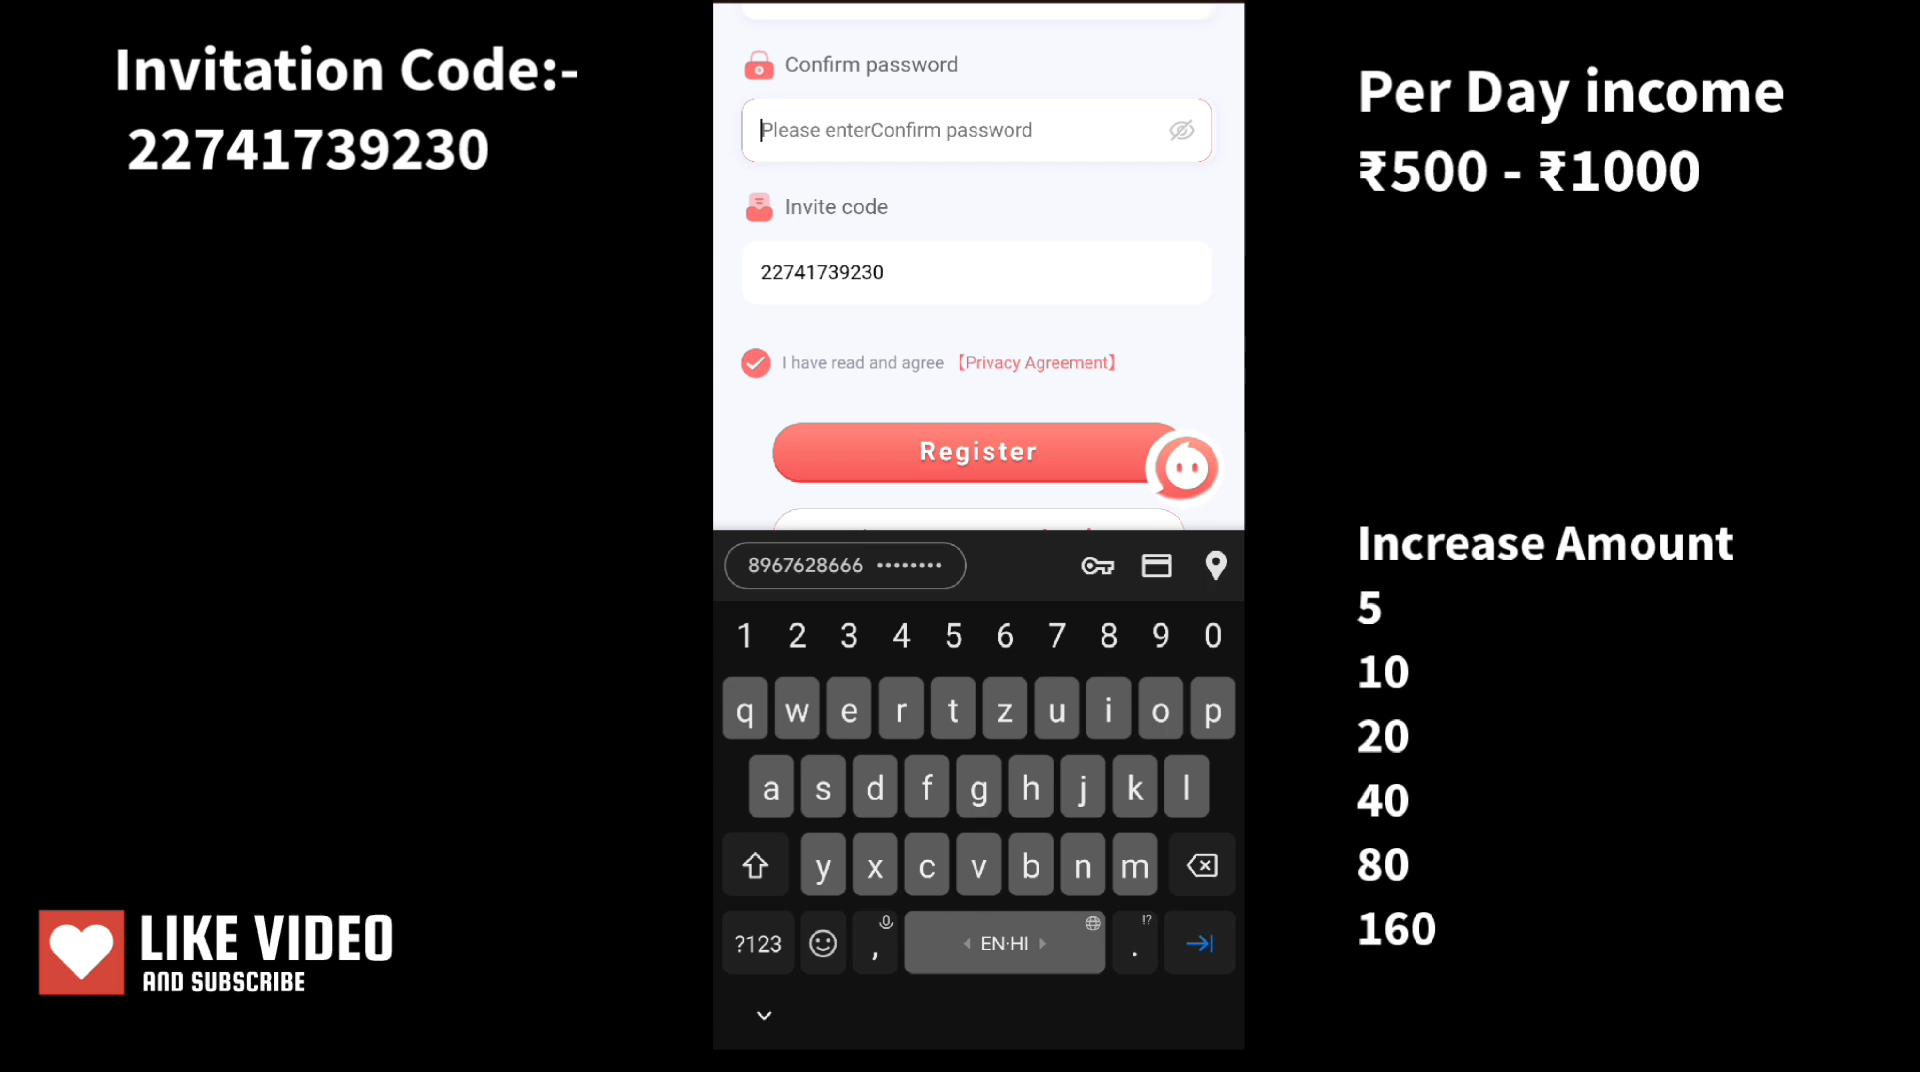 Invitation Code:-
22741739230
Confirm password
Please enterConfirm password
Invite code
22741739230
I have read and agree 【Privacy Agreement】
Register
8967628666 ••••••••
1 2 3 4 5 6 7 8 9 0
q w e r t z u i o p
a s d f g h j k l
y x c v b n m
?123 , EN·HI !? .
Per Day income
₹500 - ₹1000
Increase Amount
5
10
20
40
80
160
LIKE VIDEO
AND SUBSCRIBE